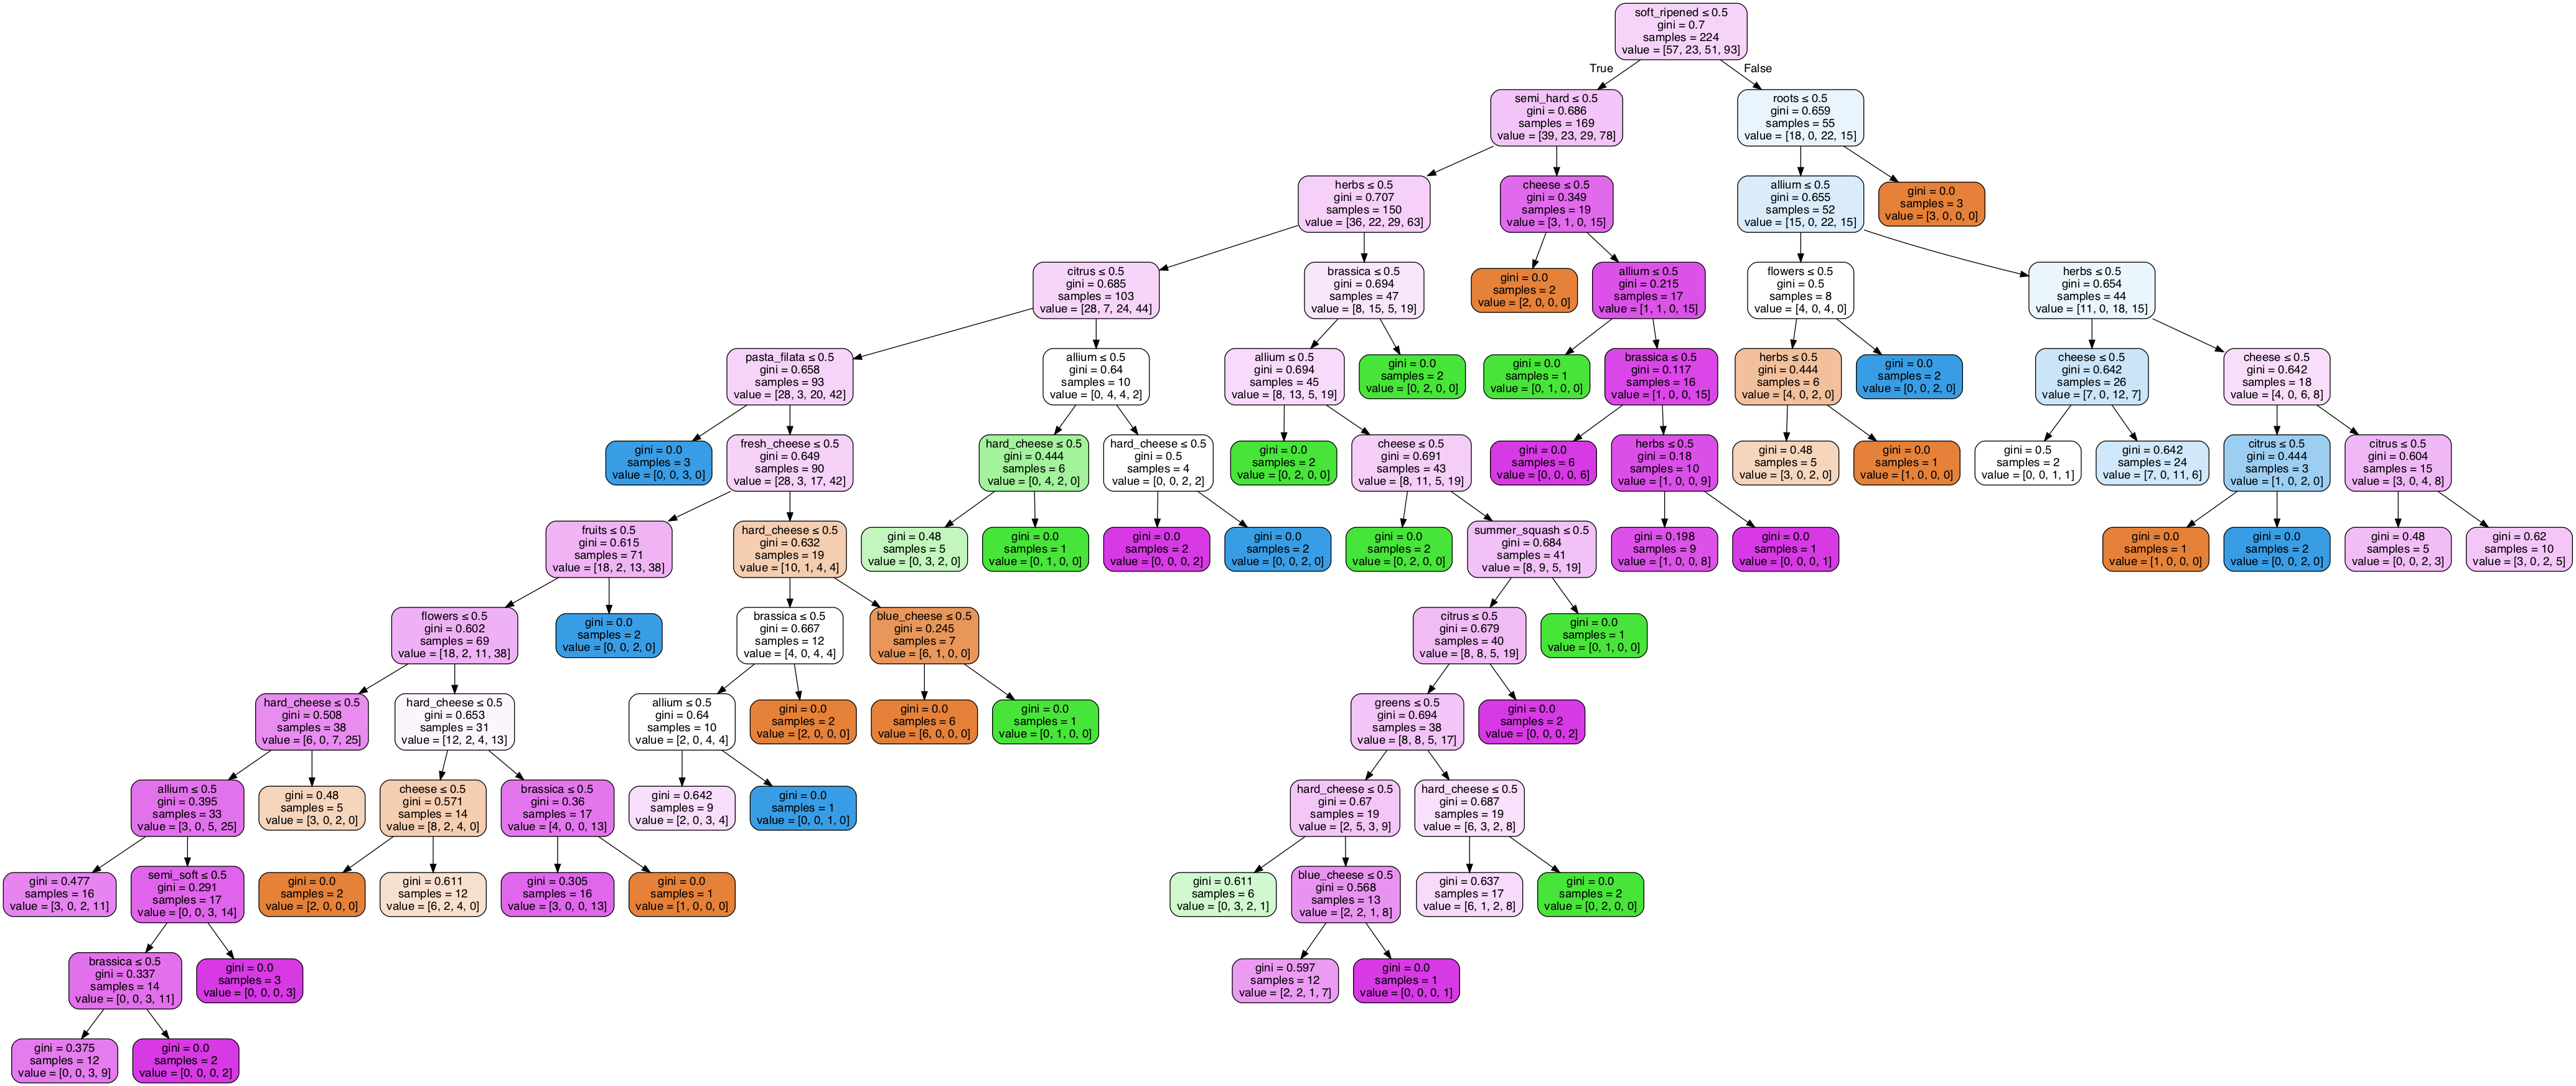 soft_ripened ≤ 0.5
gini = 0.7
samples = 224
value = [57, 23, 51, 93]
True
False
semi_hard ≤ 0.5
gini = 0.686
samples = 169
value = [39, 23, 29, 78]
roots ≤ 0.5
gini = 0.659
samples = 55
value = [18, 0, 22, 15]
herbs ≤ 0.5
gini = 0.707
samples = 150
value = [36, 22, 29, 63]
cheese ≤ 0.5
gini = 0.349
samples = 19
value = [3, 1, 0, 15]
allium ≤ 0.5
gini = 0.655
samples = 52
value = [15, 0, 22, 15]
gini = 0.0
samples = 3
value = [3, 0, 0, 0]
citrus ≤ 0.5
gini = 0.685
samples = 103
value = [28, 7, 24, 44]
brassica ≤ 0.5
gini = 0.694
samples = 47
value = [8, 15, 5, 19]
gini = 0.0
samples = 2
value = [2, 0, 0, 0]
allium ≤ 0.5
gini = 0.215
samples = 17
value = [1, 1, 0, 15]
flowers ≤ 0.5
gini = 0.5
samples = 8
value = [4, 0, 4, 0]
herbs ≤ 0.5
gini = 0.654
samples = 44
value = [11, 0, 18, 15]
pasta_filata ≤ 0.5
gini = 0.658
samples = 93
value = [28, 3, 20, 42]
allium ≤ 0.5
gini = 0.64
samples = 10
value = [0, 4, 4, 2]
allium ≤ 0.5
gini = 0.694
samples = 45
value = [8, 13, 5, 19]
gini = 0.0
samples = 2
value = [0, 2, 0, 0]
gini = 0.0
samples = 1
value = [0, 1, 0, 0]
brassica ≤ 0.5
gini = 0.117
samples = 16
value = [1, 0, 0, 15]
herbs ≤ 0.5
gini = 0.444
samples = 6
value = [4, 0, 2, 0]
gini = 0.0
samples = 2
value = [0, 0, 2, 0]
cheese ≤ 0.5
gini = 0.642
samples = 26
value = [7, 0, 12, 7]
cheese ≤ 0.5
gini = 0.642
samples = 18
value = [4, 0, 6, 8]
gini = 0.0
samples = 3
value = [0, 0, 3, 0]
fresh_cheese ≤ 0.5
gini = 0.649
samples = 90
value = [28, 3, 17, 42]
hard_cheese ≤ 0.5
gini = 0.444
samples = 6
value = [0, 4, 2, 0]
hard_cheese ≤ 0.5
gini = 0.5
samples = 4
value = [0, 0, 2, 2]
gini = 0.0
samples = 2
value = [0, 2, 0, 0]
cheese ≤ 0.5
gini = 0.691
samples = 43
value = [8, 11, 5, 19]
gini = 0.0
samples = 6
value = [0, 0, 0, 6]
herbs ≤ 0.5
gini = 0.18
samples = 10
value = [1, 0, 0, 9]
gini = 0.48
samples = 5
value = [3, 0, 2, 0]
gini = 0.0
samples = 1
value = [1, 0, 0, 0]
gini = 0.5
samples = 2
value = [0, 0, 1, 1]
gini = 0.642
samples = 24
value = [7, 0, 11, 6]
citrus ≤ 0.5
gini = 0.444
samples = 3
value = [1, 0, 2, 0]
citrus ≤ 0.5
gini = 0.604
samples = 15
value = [3, 0, 4, 8]
fruits ≤ 0.5
gini = 0.615
samples = 71
value = [18, 2, 13, 38]
hard_cheese ≤ 0.5
gini = 0.632
samples = 19
value = [10, 1, 4, 4]
gini = 0.48
samples = 5
value = [0, 3, 2, 0]
gini = 0.0
samples = 1
value = [0, 1, 0, 0]
gini = 0.0
samples = 2
value = [0, 0, 0, 2]
gini = 0.0
samples = 2
value = [0, 0, 2, 0]
gini = 0.0
samples = 2
value = [0, 2, 0, 0]
summer_squash ≤ 0.5
gini = 0.684
samples = 41
value = [8, 9, 5, 19]
gini = 0.198
samples = 9
value = [1, 0, 0, 8]
gini = 0.0
samples = 1
value = [0, 0, 0, 1]
gini = 0.0
samples = 1
value = [1, 0, 0, 0]
gini = 0.0
samples = 2
value = [0, 0, 2, 0]
gini = 0.48
samples = 5
value = [0, 0, 2, 3]
gini = 0.62
samples = 10
value = [3, 0, 2, 5]
flowers ≤ 0.5
gini = 0.602
samples = 69
value = [18, 2, 11, 38]
gini = 0.0
samples = 2
value = [0, 0, 2, 0]
brassica ≤ 0.5
gini = 0.667
samples = 12
value = [4, 0, 4, 4]
blue_cheese ≤ 0.5
gini = 0.245
samples = 7
value = [6, 1, 0, 0]
citrus ≤ 0.5
gini = 0.679
samples = 40
value = [8, 8, 5, 19]
gini = 0.0
samples = 1
value = [0, 1, 0, 0]
hard_cheese ≤ 0.5
gini = 0.508
samples = 38
value = [6, 0, 7, 25]
hard_cheese ≤ 0.5
gini = 0.653
samples = 31
value = [12, 2, 4, 13]
allium ≤ 0.5
gini = 0.64
samples = 10
value = [2, 0, 4, 4]
gini = 0.0
samples = 2
value = [2, 0, 0, 0]
gini = 0.0
samples = 6
value = [6, 0, 0, 0]
gini = 0.0
samples = 1
value = [0, 1, 0, 0]
greens ≤ 0.5
gini = 0.694
samples = 38
value = [8, 8, 5, 17]
gini = 0.0
samples = 2
value = [0, 0, 0, 2]
allium ≤ 0.5
gini = 0.395
samples = 33
value = [3, 0, 5, 25]
gini = 0.48
samples = 5
value = [3, 0, 2, 0]
cheese ≤ 0.5
gini = 0.571
samples = 14
value = [8, 2, 4, 0]
brassica ≤ 0.5
gini = 0.36
samples = 17
value = [4, 0, 0, 13]
gini = 0.642
samples = 9
value = [2, 0, 3, 4]
gini = 0.0
samples = 1
value = [0, 0, 1, 0]
hard_cheese ≤ 0.5
gini = 0.67
samples = 19
value = [2, 5, 3, 9]
hard_cheese ≤ 0.5
gini = 0.687
samples = 19
value = [6, 3, 2, 8]
gini = 0.477
samples = 16
value = [3, 0, 2, 11]
semi_soft ≤ 0.5
gini = 0.291
samples = 17
value = [0, 0, 3, 14]
gini = 0.0
samples = 2
value = [2, 0, 0, 0]
gini = 0.611
samples = 12
value = [6, 2, 4, 0]
gini = 0.305
samples = 16
value = [3, 0, 0, 13]
gini = 0.0
samples = 1
value = [1, 0, 0, 0]
gini = 0.611
samples = 6
value = [0, 3, 2, 1]
blue_cheese ≤ 0.5
gini = 0.568
samples = 13
value = [2, 2, 1, 8]
gini = 0.637
samples = 17
value = [6, 1, 2, 8]
gini = 0.0
samples = 2
value = [0, 2, 0, 0]
brassica ≤ 0.5
gini = 0.337
samples = 14
value = [0, 0, 3, 11]
gini = 0.0
samples = 3
value = [0, 0, 0, 3]
gini = 0.597
samples = 12
value = [2, 2, 1, 7]
gini = 0.0
samples = 1
value = [0, 0, 0, 1]
gini = 0.375
samples = 12
value = [0, 0, 3, 9]
gini = 0.0
samples = 2
value = [0, 0, 0, 2]